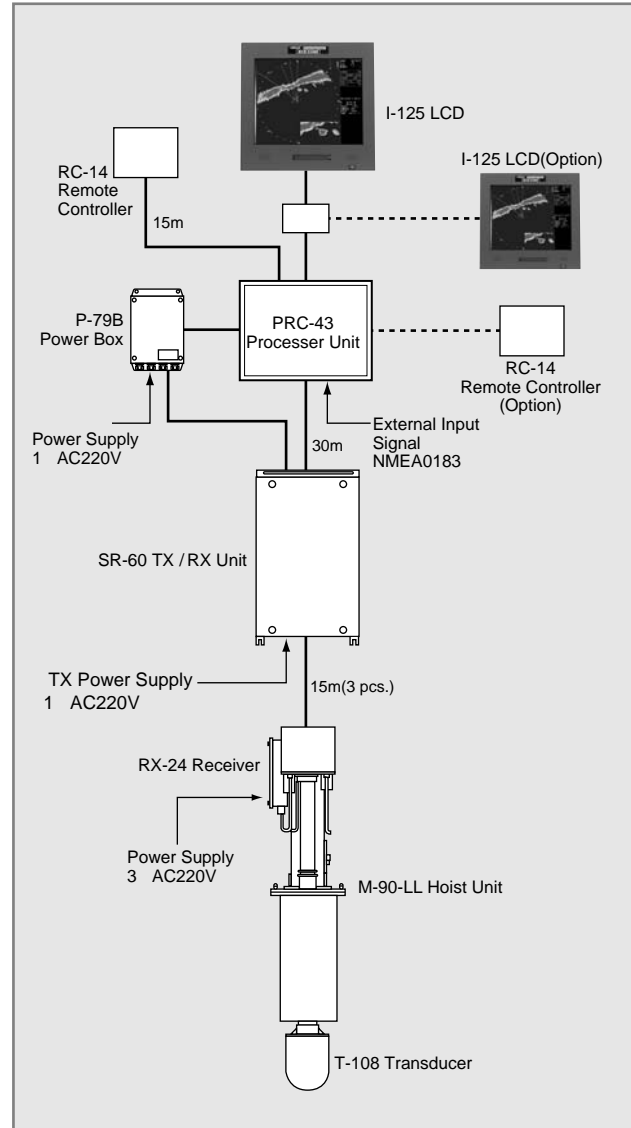 I-125 LCD
I-125 LCD(Option)
RC-14
Remote
Controller
15m
P-79B
Power Box
PRC-43
Processer Unit
RC-14
Remote Controller
(Option)
Power Supply
1 AC220V
30m
External Input
Signal
NMEA0183
SR-60 TX / RX Unit
TX Power Supply
1 AC220V
15m(3 pcs.)
RX-24 Receiver
Power Supply
3 AC220V
M-90-LL Hoist Unit
T-108 Transducer